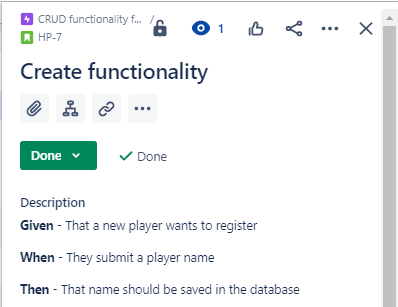 CRUD functionality f... /
HP-7
1
Create functionality
Done
Done
Description
Given - That a new player wants to register
When - They submit a player name
Then - That name should be saved in the database